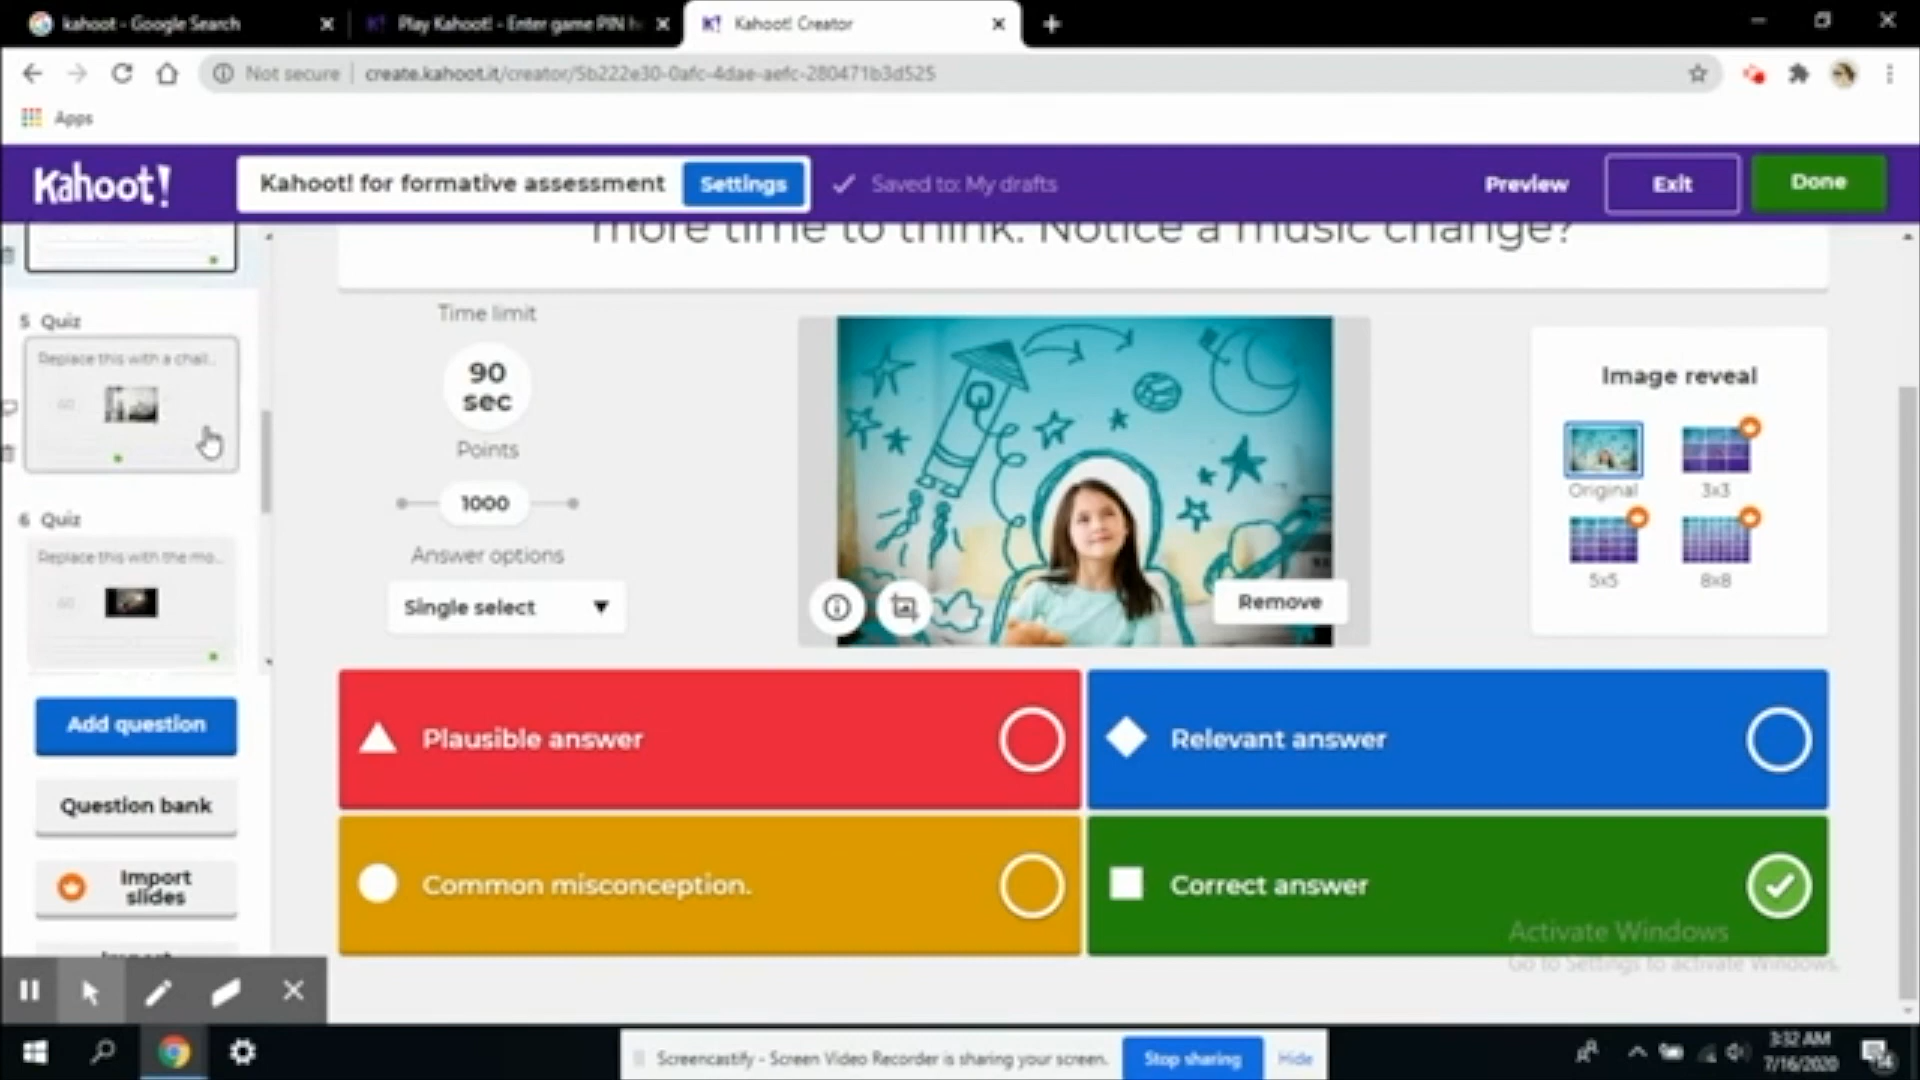 kahoot - Google Search
Play Kahoot! - Enter game PIN h
Kahoot! Creator
Not secure
create.kahoot.it/creator/5b222e30-0afc-4dae-aefc-280471b3d525
Apps
Kahoot!
Kahoot! for formative assessment
Settings
Saved to: My drafts
Preview
Exit
Done
more time to think. Notice a music change?
5 Quiz
Replace this with a chall...
60
6 Quiz
Replace this with the mo...
60
Add question
Question bank
Import
slides
Time limit
90
sec
Points
1000
Answer options
Single select
Remove
Image reveal
Original
3x3
5x5
8x8
Plausible answer
Relevant answer
Common misconception.
Correct answer
Activate Windows
Go to Settings to activate Windows.
Screencastify - Screen Video Recorder is sharing your screen.
Stop sharing
Hide
3:32 AM
7/16/2020